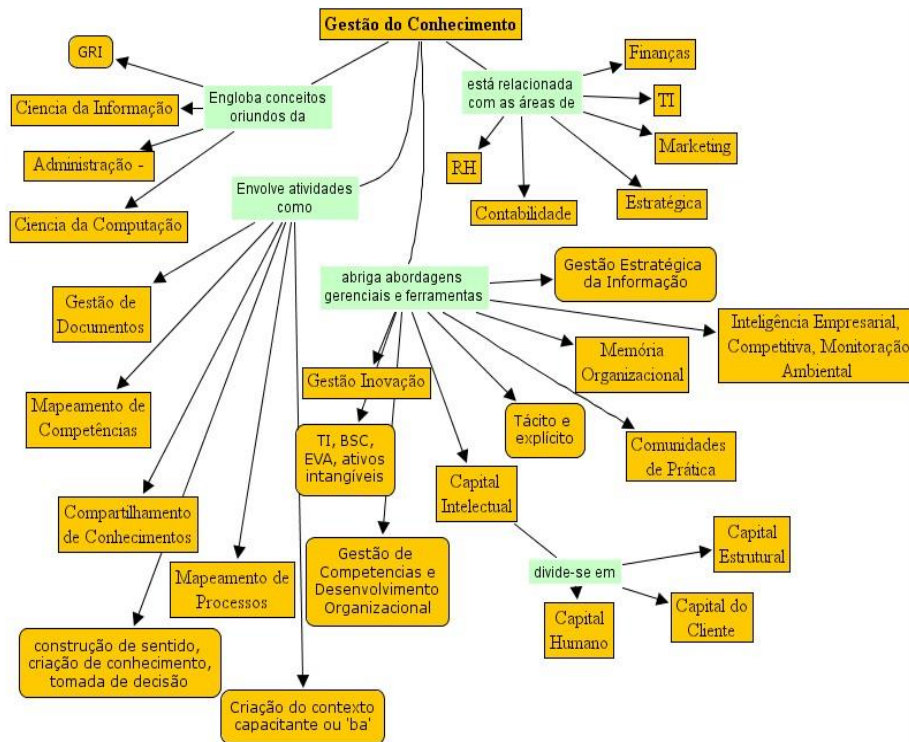 Gestão do Conhecimento
GRI
Engloba conceitos
oriundos da
Ciencia da Informação
Administração -
Ciencia da Computação
está relacionada
com as áreas de
Finanças
TI
Marketing
RH
Contabilidade
Estratégica
Envolve atividades
como
Gestão de
Documentos
Mapeamento de
Competências
Compartilhamento
de Conhecimentos
Mapeamento de
Processos
construção de sentido,
criação de conhecimento,
tomada de decisão
Criação do contexto
capacitante ou 'ba'
abriga abordagens
gerenciais e ferramentas
Gestão Estratégica
da Informação
Inteligência Empresarial,
Competitiva, Monitoração
Ambiental
Memória
Organizacional
Gestão Inovação
Tácito e
explícito
Comunidades
de Prática
TI, BSC,
EVA, ativos
intangíveis
Capital
Intelectual
Gestão de
Competencias e
Desenvolvimento
Organizacional
divide-se em
Capital
Estrutural
Capital
Humano
Capital do
Cliente